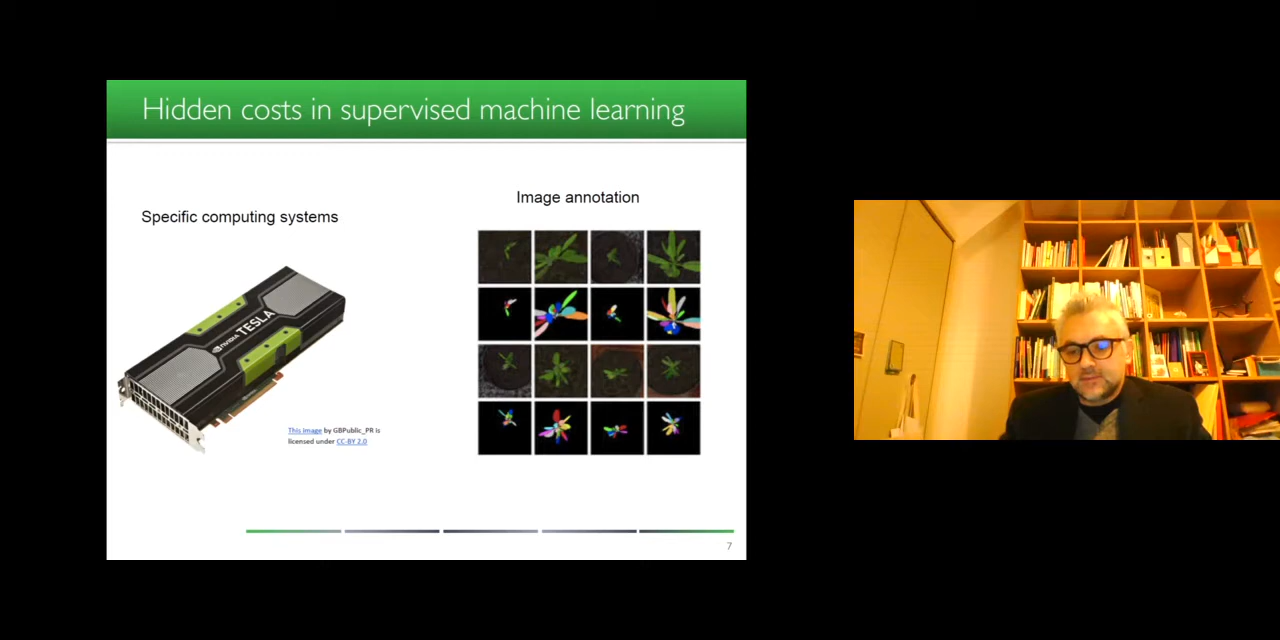 Hidden costs in supervised machine learning
Image annotation
Specific computing systems
NVIDIA TESLA
This image by GBPublic_PR is
licensed under CC-BY 2.0
7